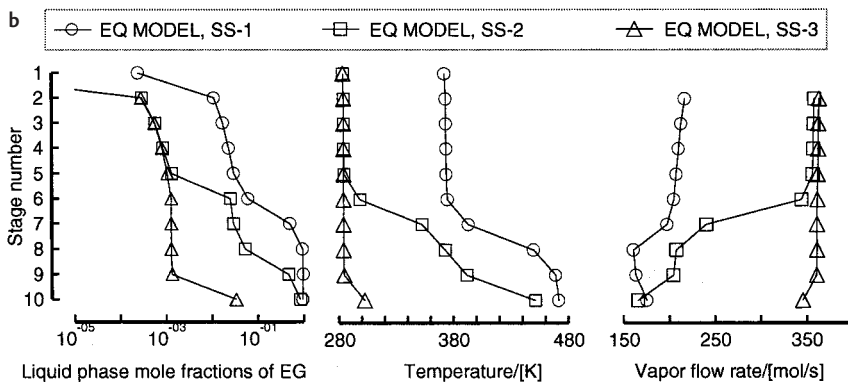 b
EQ MODEL, SS-1
EQ MODEL, SS-2
EQ MODEL, SS-3
Stage number
1
2
3
4
5
6
7
8
9
10
10-05
10-03
10-01
280
380
480
150
250
350
Liquid phase mole fractions of EG
Temperature/[K]
Vapor flow rate/[mol/s]